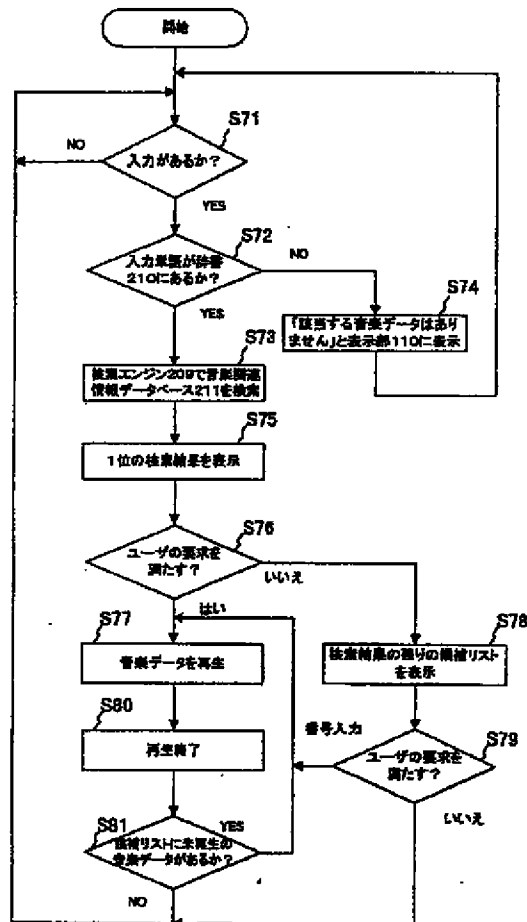 開始
S71
NO
入力があるか？
YES
S72
入力単語が辞書
210にあるか？
NO
YES
S74
「該当する音楽データはあり
ません」と表示部110に表示
S73
検索エンジン209で音楽関連
情報データベース211を検索
S75
1位の検索結果を表示
S76
ユーザの要求を
満たす？
いいえ
はい
S77
音楽データを再生
S78
検索結果の残りの候補リスト
を表示
S80
再生終了
番号入力
S79
ユーザの要求を
満たす？
S81
YES
いいえ
候補リストに未再生の
音楽データがあるか？
NO